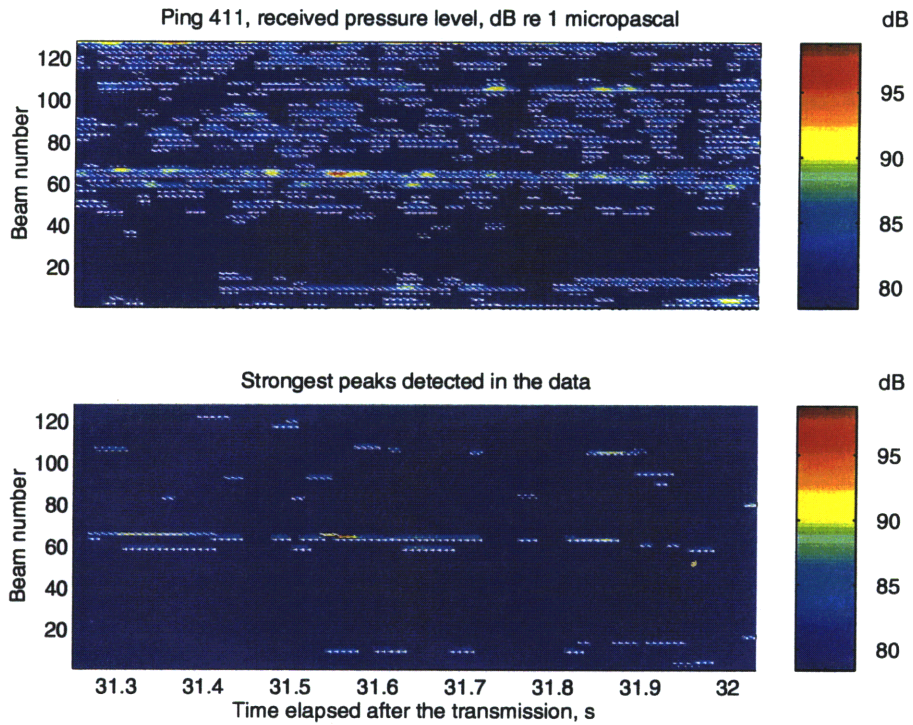 Ping 411, received pressure level, dB re 1 micropascal
dB
120
100
80
60
40
20
Beam number
95
90
85
80
Strongest peaks detected in the data
dB
120
100
80
60
40
20
Beam number
95
90
85
80
31.3 31.4 31.5 31.6 31.7 31.8 31.9 32
Time elapsed after the transmission, s